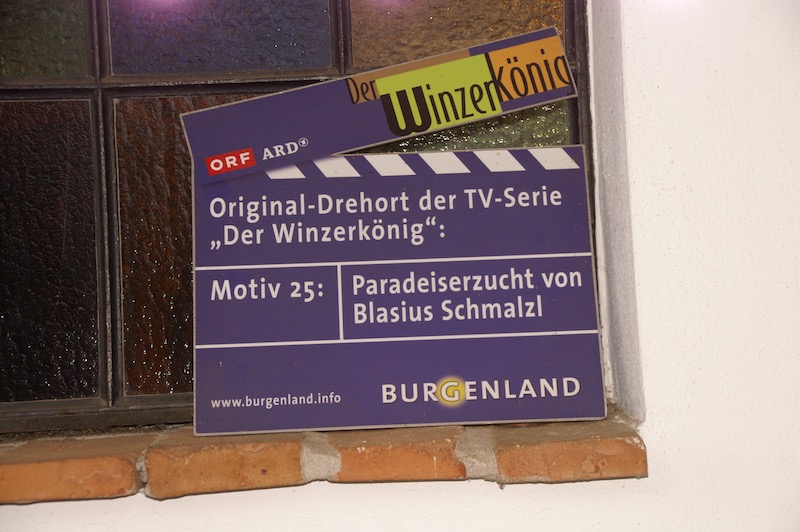 Der Winzerkönig
ORF ARD
Original-Drehort der TV-Serie
„Der Winzerkönig“:
Motiv 25: Paradeiserzucht von
Blasius Schmalzl
www.burgenland.info BURGENLAND